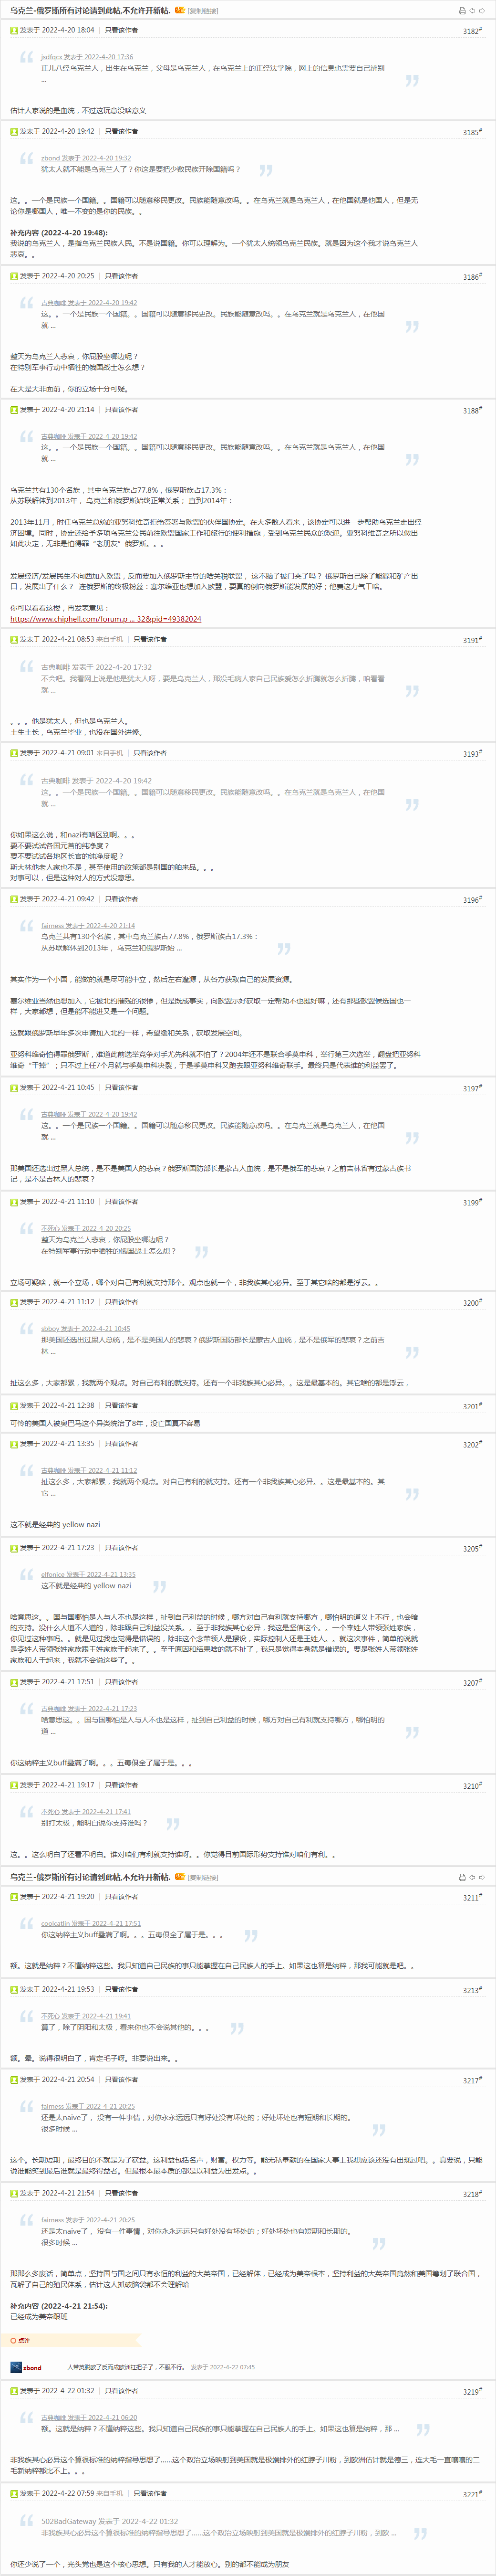 乌克兰-俄罗斯所有讨论请到此帖,不允许开新帖. [复制链接]
发表于 2022-4-20 18:04 | 只看该作者 3182#
jsdfscx 发表于 2022-4-20 17:36
正儿八经乌克兰人，出生在乌克兰，父母是乌克兰人，在乌克兰上的正经法学院，网上的信息也需要自己辨别
...
估计人家说的是血统，不过这玩意没啥意义
发表于 2022-4-20 19:42 | 只看该作者 3185#
zbond 发表于 2022-4-20 19:32
犹太人就不能是乌克兰人了？你这是要把少数民族开除国籍吗？
这。。一个是民族一个国籍。。国籍可以随意移民更改。民族能随意改吗。。在乌克兰就是乌克兰人，在他国就是他国人，但是无
论你是哪国人，唯一不变的是你的民族。。
补充内容 (2022-4-20 19:48):
我说的乌克兰人，是指乌克兰民族人民。不是说国籍。你可以理解为。一个犹太人统领乌克兰民族。就是因为这个我才说乌克兰人
悲哀。。
发表于 2022-4-20 20:25 | 只看该作者 3186#
古典咖啡 发表于 2022-4-20 19:42
这。。一个是民族一个国籍。。国籍可以随意移民更改。民族能随意改吗。。在乌克兰就是乌克兰人，在他国
就 ...
整天为乌克兰人悲哀，你屁股坐哪边呢？
在特别军事行动中牺牲的俄国战士怎么想？
在大是大非面前，你的立场十分可疑。
发表于 2022-4-20 21:14 | 只看该作者 3188#
古典咖啡 发表于 2022-4-20 19:42
这。。一个是民族一个国籍。。国籍可以随意移民更改。民族能随意改吗。。在乌克兰就是乌克兰人，在他国
就 ...
乌克兰共有130个名族，其中乌克兰族占77.8%，俄罗斯族占17.3%：
从苏联解体到2013年， 乌克兰和俄罗斯始终正常关系； 直到2014年：
2013年11月，时任乌克兰总统的亚努科维奇拒绝签署与欧盟的伙伴国协定。在大多数人看来，该协定可以进一步帮助乌克兰走出经
济困境。同时，协定还给予多项乌克兰公民前往欧盟国家工作和旅行的便利措施，受到乌克兰民众的欢迎。亚努科维奇之所以做出
如此决定，无非是怕得罪“老朋友”俄罗斯。。。
发展经济/发展民生不向西加入欧盟，反而要加入俄罗斯主导的啥关税联盟， 这不脑子被门夹了吗？ 俄罗斯自己除了能源和矿产出
口，发展出了什么？ 连俄罗斯的终极粉丝：塞尔维亚也想加入欧盟，要真的倒向俄罗斯能发展的好；他费这力气干啥。
你可以看看这楼，再发表意见：
https://www.chiphell.com/forum.p ... 32&pid=49382024
发表于 2022-4-21 08:53 来自手机 | 只看该作者 3191#
古典咖啡 发表于 2022-4-20 17:32
不会吧。我看网上说是他是犹太人呀，要是乌克兰人，那没毛病人家自己民族爱怎么折腾就怎么折腾，咱看看
就 ...
。。。他是犹太人，但也是乌克兰人。
土生土长，乌克兰毕业，也没在国外进修。
发表于 2022-4-21 09:01 来自手机 | 只看该作者 3193#
古典咖啡 发表于 2022-4-20 19:42
这。。一个是民族一个国籍。。国籍可以随意移民更改。民族能随意改吗。。在乌克兰就是乌克兰人，在他国
就 ...
你如果这么说，和nazi有啥区别啊。。。
要不要试试各国元首的纯净度？
要不要试试各地区长官的纯净度呢？
斯大林他老人家也不是，甚至使用的政策都是别国的舶来品。。。
对事可以，但是这种对人的方式没意思。
发表于 2022-4-21 09:42 | 只看该作者 3196#
fairness 发表于 2022-4-20 21:14
乌克兰共有130个名族，其中乌克兰族占77.8%，俄罗斯族占17.3%：
从苏联解体到2013年， 乌克兰和俄罗斯始 ...
其实作为一个小国，能做的就是尽可能中立，然后左右逢源，从各方获取自己的发展资源。
塞尔维亚当然也想加入，它被北约摧残的很惨，但是既成事实，向欧盟示好获取一定帮助不也挺好嘛，还有那些欧盟候选国也一
样，大家都想，但是能不能进又是一个问题。
这就跟俄罗斯早年多次申请加入北约一样，希望缓和关系，获取发展空间。
亚努科维奇怕得罪俄罗斯，难道此前选举竞争对手尤先科就不怕了？2004年还不是联合季莫申科，举行第三次选举，翻盘把亚努科
维奇“干掉”；只不过上任7个月就与季莫申科决裂，于是季莫申科又跑去跟亚努科维奇联手。最终只是代表谁的利益罢了。
发表于 2022-4-21 10:45 | 只看该作者 3197#
古典咖啡 发表于 2022-4-20 19:42
这。。一个是民族一个国籍。。国籍可以随意移民更改。民族能随意改吗。。在乌克兰就是乌克兰人，在他国
就 ...
那美国还选出过黑人总统，是不是美国人的悲哀？俄罗斯国防部长是蒙古人血统，是不是俄军的悲哀？之前吉林省有过蒙古族书
记，是不是吉林人的悲哀？
发表于 2022-4-21 11:10 | 只看该作者 3199#
不死心 发表于 2022-4-20 20:25
整天为乌克兰人悲哀，你屁股坐哪边呢？
在特别军事行动中牺牲的俄国战士怎么想？
立场可疑啥，就一个立场，哪个对自己有利就支持那个。观点也就一个，非我族其心必异。至于其它啥的都是浮云。。
发表于 2022-4-21 11:12 | 只看该作者 3200#
sbboy 发表于 2022-4-21 10:45
那美国还选出过黑人总统，是不是美国人的悲哀？俄罗斯国防部长是蒙古人血统，是不是俄军的悲哀？之前吉
林 ...
扯这么多，大家都累，我就两个观点。对自己有利的就支持。还有一个非我族其心必异。。这是最基本的。其它啥的都是浮云，
发表于 2022-4-21 12:38 | 只看该作者 3201#
可怜的美国人被奥巴马这个异类统治了8年，没亡国真不容易
发表于 2022-4-21 13:35 | 只看该作者 3202#
古典咖啡 发表于 2022-4-21 11:12
扯这么多，大家都累，我就两个观点。对自己有利的就支持。还有一个非我族其心必异。。这是最基本的。其
它 ...
这不就是经典的 yellow nazi
发表于 2022-4-21 17:23 | 只看该作者 3205#
elfonice 发表于 2022-4-21 13:35
这不就是经典的 yellow nazi
啥意思这。。国与国哪怕是人与人不也是这样，扯到自己利益的时候，哪方对自己有利就支持哪方，哪怕明的道义上不行，也会暗
的支持。没什么人道不人道的，除非跟自己利益没关系。。至于非我族其心必异，我这是坚信这个。。一个李姓人带领张姓家族，
你见过这种事吗。。就是见过我也觉得是错误的，除非这个含带领人是摆设，实际控制人还是王姓人。。就这次事件，简单的说就
是李姓人带领张姓家族跟王姓家族干起来了。。至于原因和结果啥的就不扯了，我只是觉得本身就是错误的。要是张姓人带领张姓
家族和人干起来，我就不会说这些了。。
发表于 2022-4-21 17:51 | 只看该作者 3207#
古典咖啡 发表于 2022-4-21 17:23
啥意思这。。国与国哪怕是人与人不也是这样，扯到自己利益的时候，哪方对自己有利就支持哪方，哪怕明的
道 ...
你这纳粹主义buff叠满了啊。。。五毒俱全了属于是。。。
发表于 2022-4-21 19:17 | 只看该作者 3210#
不死心 发表于 2022-4-21 17:41
别打太极，能明白说你支持谁吗？
这。。这么明白了还看不明白。谁对咱们有利就支持谁呀。。你觉得目前国际形势支持谁对咱们有利。。
乌克兰-俄罗斯所有讨论请到此帖,不允许开新帖. [复制链接]
发表于 2022-4-21 19:20 | 只看该作者 3211#
coolcatlin 发表于 2022-4-21 17:51
你这纳粹主义buff叠满了啊。。。五毒俱全了属于是。。。
额。这就是纳粹？不懂纳粹这些。我只知道自己民族的事只能掌握在自己民族人的手上。如果这也算是纳粹，那我可能就是吧。。
发表于 2022-4-21 19:53 | 只看该作者 3213#
不死心 发表于 2022-4-21 19:41
算了，除了阴阳和太极，看来你也不会说其他的。。。
额。晕。说得很明白了，肯定毛子呀。非要说出来。。
发表于 2022-4-21 20:54 | 只看该作者 3217#
fairness 发表于 2022-4-21 20:25
还是太naive了， 没有一件事情，对你永永远远只有好处没有坏处的；好处坏处也有短期和长期的。
很多时候 ...
这个。长期短期，最终目的不就是为了获益。这利益包括名声，财富。权力等。能无私奉献的在国家大事上我想应该还没有出现过吧。。真要说，只能
说谁能笑到最后谁就是最终得益者。但最根本最本质的都是以利益为出发点。。
发表于 2022-4-21 21:54 | 只看该作者 3218#
fairness 发表于 2022-4-21 20:25
还是太naive了， 没有一件事情，对你永永远远只有好处没有坏处的；好处坏处也有短期和长期的。
很多时候 ...
那那么多废话，简单点，坚持国与国之间只有永恒的利益的大英帝国，已经解体，已经成为美帝根本，坚持利益的大英帝国竟然和美国筹划了联合国，
瓦解了自己的殖民体系，估计这人抓破脑袋都不会理解哈
补充内容 (2022-4-21 21:54):
已经成为美帝跟班
点评
zbond 人帝英脱欧了反而成欧洲扛把子了，不服不行。 发表于 2022-4-22 07:45
发表于 2022-4-22 01:32 | 只看该作者 3219#
古典咖啡 发表于 2022-4-21 06:20
额。这就是纳粹？不懂纳粹这些。我只知道自己民族的事只能掌握在自己民族人的手上。如果这也算是纳粹，那 ...
非我族其心必异这个算很标准的纳粹指导思想了......这个政治立场映射到美国就是极端排外的红脖子川粉，到欧洲估计就是德三，连大毛一直嚷嚷的二
毛新纳粹都比不上。。。
发表于 2022-4-22 07:59 来自手机 | 只看该作者 3221#
502BadGateway 发表于 2022-4-22 01:32
非我族其心必异这个算很标准的纳粹指导思想了......这个政治立场映射到美国就是极端排外的红脖子川粉，到欧 ...
你还少说了一个，光头党也是这个核心思想。只有我的人才能放心。别的都不能成为朋友